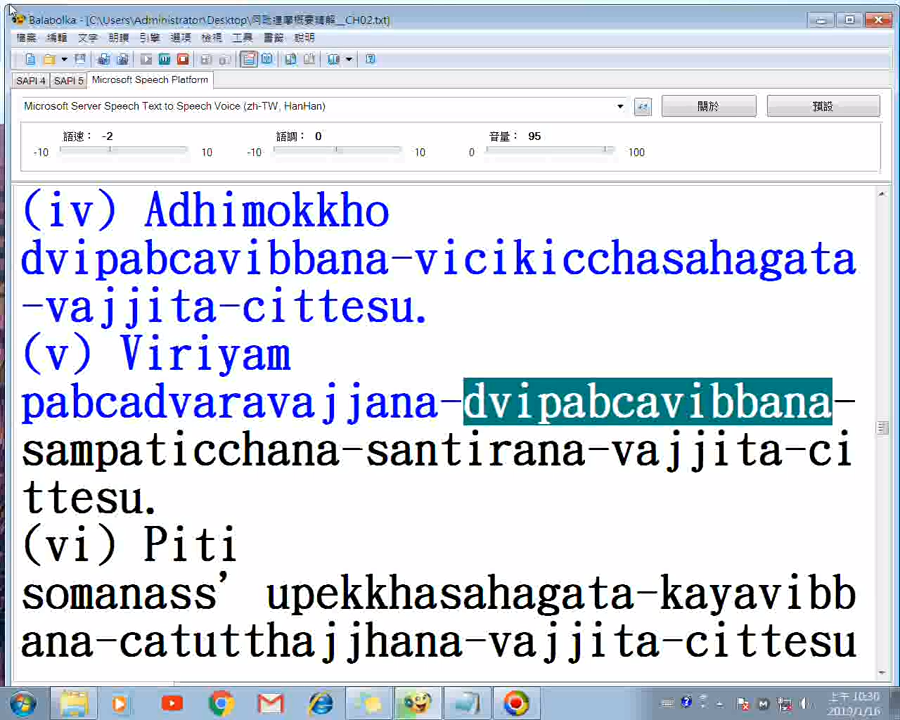 Balabolka - [C:\Users\Administrator\Desktop\阿毗達摩概要精解__CH02.txt]
檔案 編輯 文字 朗讀 引擎 選項 檢視 工具 書籤 說明
SAPI 4 SAPI 5 Microsoft Speech Platform
Microsoft Server Speech Text to Speech Voice (zh-TW, HanHan) 關於 預設
語速： -2 語調： 0 音量： 95
-10 10 -10 10 0 100
(iv) Adhimokkho
dvipabcavibbana-vicikicchasahagata
-vajjita-cittesu.
(v) Viriyam
pabcadvaravajjana-dvipabcavibbana-
sampaticchana-santirana-vajjita-ci
ttesu.
(vi) Piti
somanass’ upekkhasahagata-kayavibb
ana-catutthajjhana-vajjita-cittesu
上午 10:30
2019/1/16